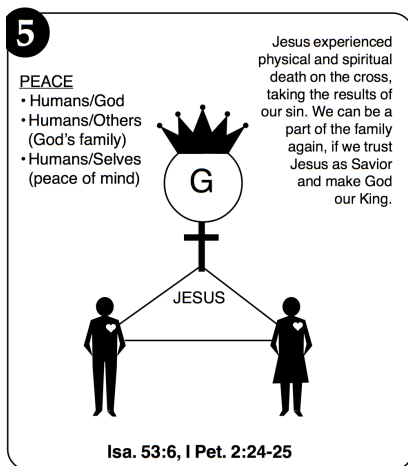 5
PEACE
• Humans/God
• Humans/Others
(God's family)
• Humans/Selves
(peace of mind)
Jesus experienced
physical and spiritual
death on the cross,
taking the results of
our sin. We can be a
part of the family
again, if we trust
Jesus as Savior
and make God
our King.
G
JESUS
Isa. 53:6, I Pet. 2:24-25